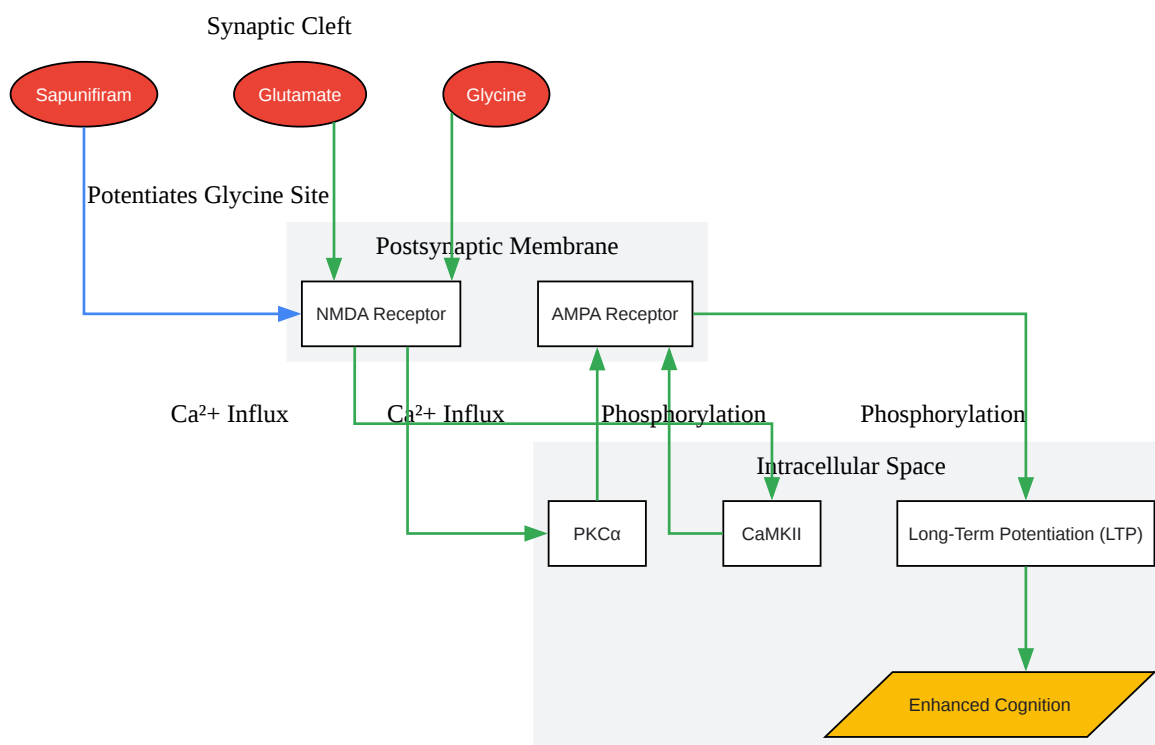 Synaptic Cleft
Sapunifiram
Glutamate
Glycine
Potentiates Glycine Site
Postsynaptic Membrane
NMDA Receptor
AMPA Receptor
Ca²+ Influx
Ca²+ Influx
Phosphorylation
Phosphorylation
Intracellular Space
PKCα
CaMKII
Long-Term Potentiation (LTP)
Enhanced Cognition